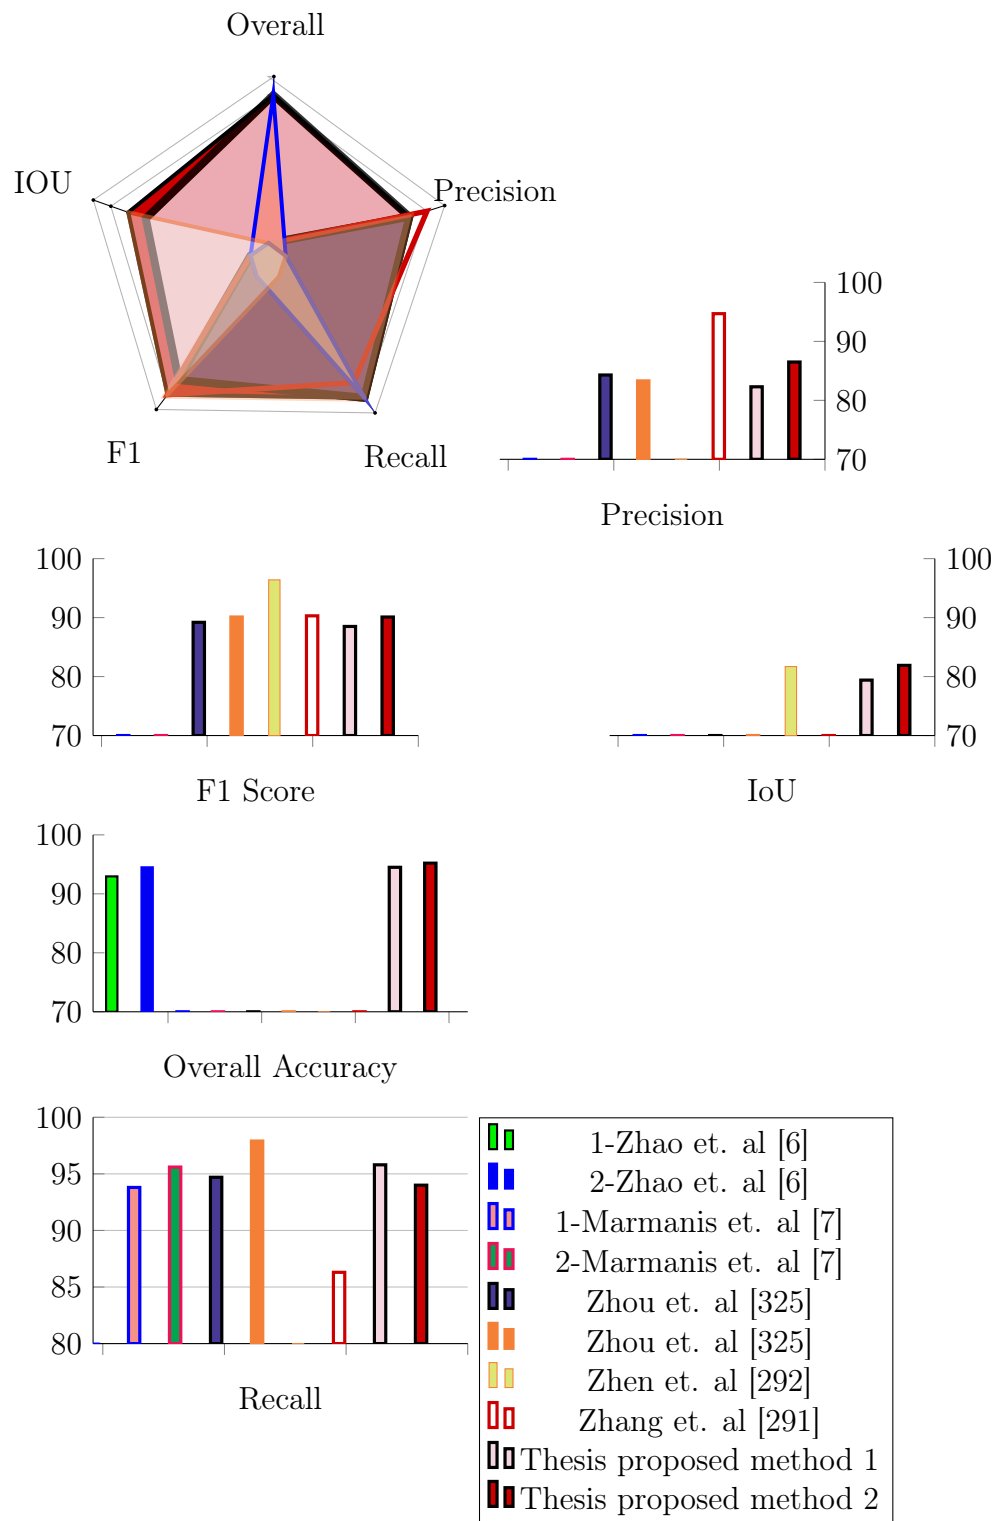 Overall
IOU
Precision
F1
Recall
100
90
80
70
Precision
100
90
80
70
F1 Score
100
90
80
70
IoU
100
90
80
70
Overall Accuracy
100
95
90
85
80
Recall
1-Zhao et. al [6]
2-Zhao et. al [6]
1-Marmanis et. al [7]
2-Marmanis et. al [7]
Zhou et. al [325]
Zhou et. al [325]
Zhen et. al [292]
Zhang et. al [291]
Thesis proposed method 1
Thesis proposed method 2